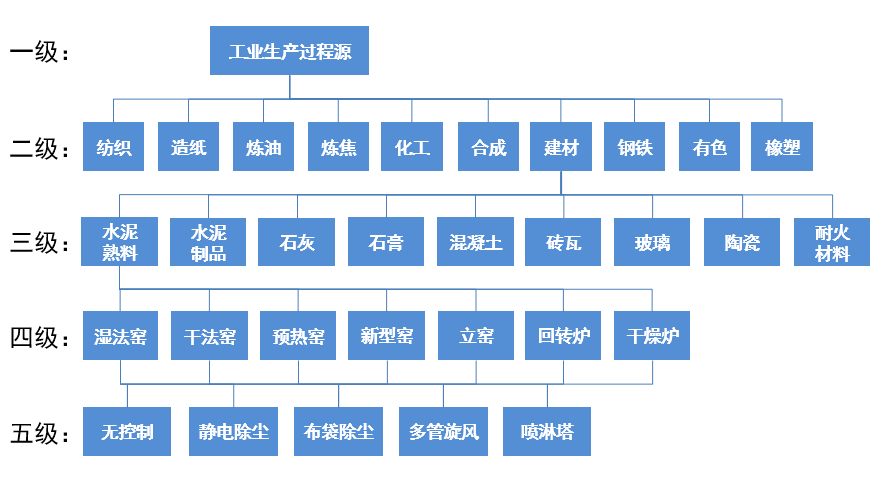 一级： 工业生产过程源
二级： 纺织 造纸 炼油 炼焦 化工 合成 建材 钢铁 有色 橡塑
三级： 水泥熟料 水泥制品 石灰 石膏 混凝土 砖瓦 玻璃 陶瓷 耐火材料
四级： 湿法窑 干法窑 预热窑 新型窑 立窑 回转炉 干燥炉
五级： 无控制 静电除尘 布袋除尘 多管旋风 喷淋塔